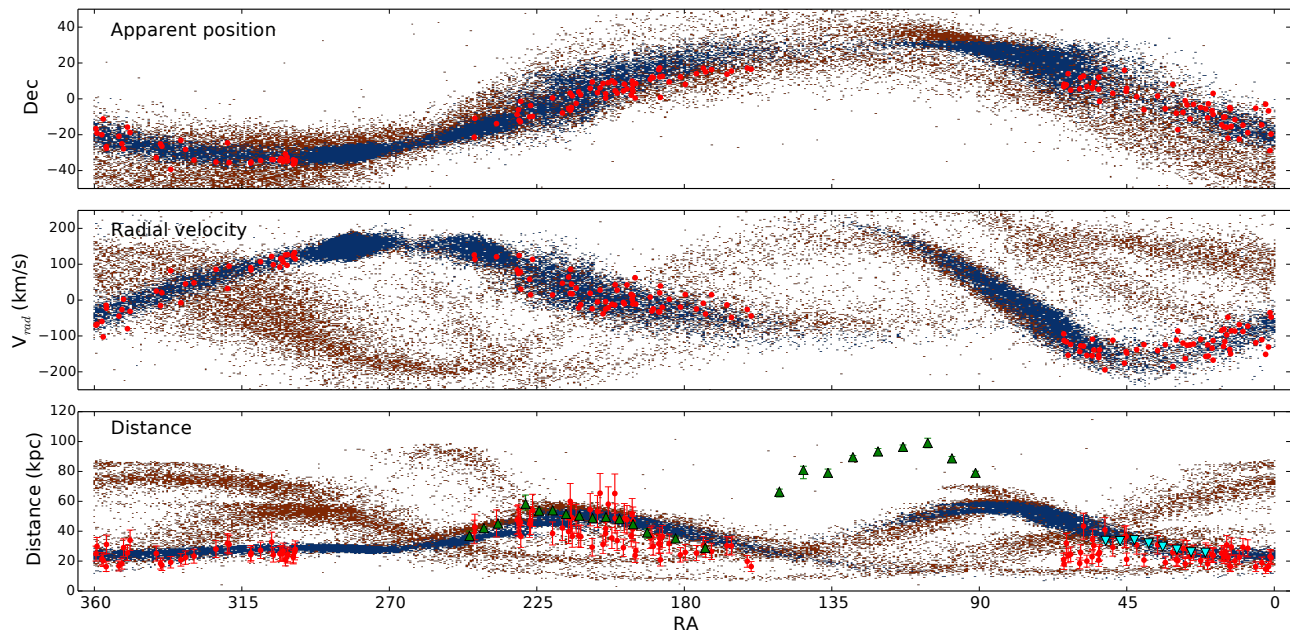 Apparent position
Dec
40
20
0
−20
−40
Radial velocity
V_rad (km/s)
200
100
0
−100
−200
Distance
Distance (kpc)
120
100
80
60
40
20
0
360 315 270 225 180 135 90 45 0
RA